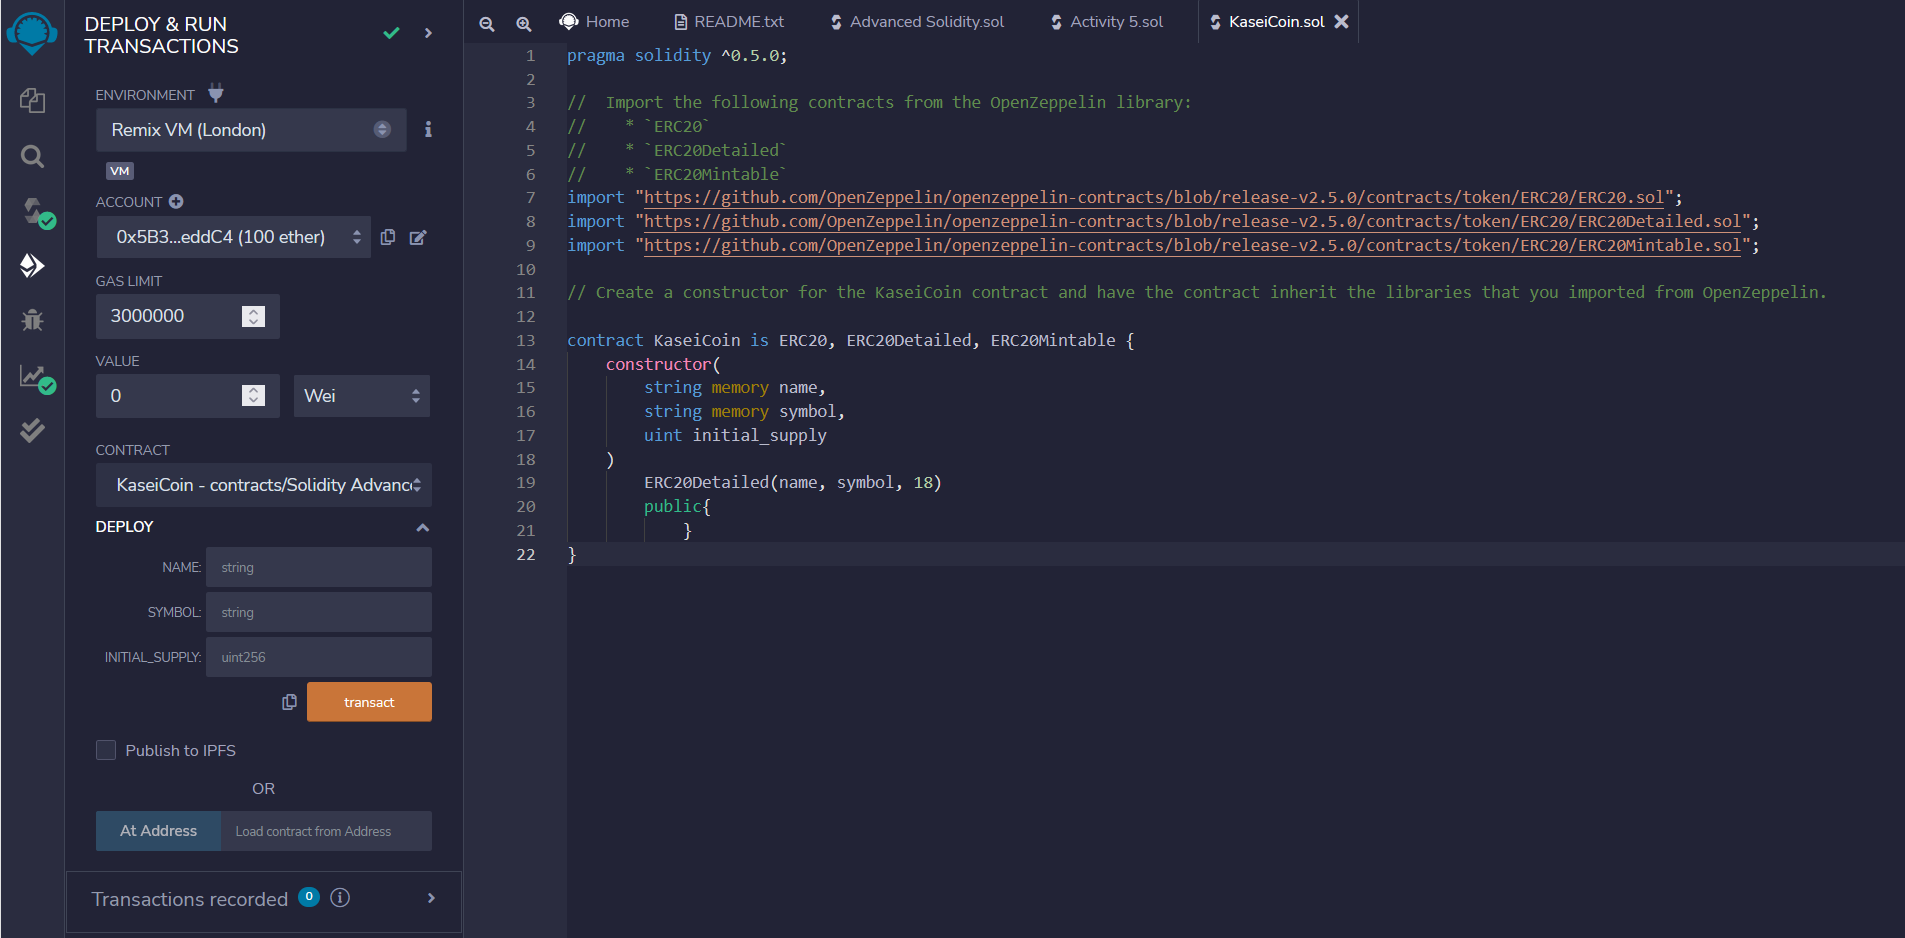 DEPLOY & RUN
TRANSACTIONS
ENVIRONMENT
Remix VM (London)
VM
ACCOUNT
0x5B3...eddC4 (100 ether)
GAS LIMIT
3000000
VALUE
0
Wei
CONTRACT
KaseiCoin - contracts/Solidity Advanc
DEPLOY
NAME: string
SYMBOL: string
INITIAL_SUPPLY: uint256
transact
Publish to IPFS
OR
At Address
Load contract from Address
Transactions recorded 0 i
Home
README.txt
Advanced Solidity.sol
Activity 5.sol
KaseiCoin.sol
1 pragma solidity ^0.5.0;
2
3 //  Import the following contracts from the OpenZeppelin library:
4 //    * `ERC20`
5 //    * `ERC20Detailed`
6 //    * `ERC20Mintable`
7 import "https://github.com/OpenZeppelin/openzeppelin-contracts/blob/release-v2.5.0/contracts/token/ERC20/ERC20.sol";
8 import "https://github.com/OpenZeppelin/openzeppelin-contracts/blob/release-v2.5.0/contracts/token/ERC20/ERC20Detailed.sol";
9 import "https://github.com/OpenZeppelin/openzeppelin-contracts/blob/release-v2.5.0/contracts/token/ERC20/ERC20Mintable.sol";
10
11 // Create a constructor for the KaseiCoin contract and have the contract inherit the libraries that you imported from OpenZeppelin.
12
13 contract KaseiCoin is ERC20, ERC20Detailed, ERC20Mintable {
14     constructor(
15         string memory name,
16         string memory symbol,
17         uint initial_supply
18     )
19         ERC20Detailed(name, symbol, 18)
20         public{
21             }
22 }